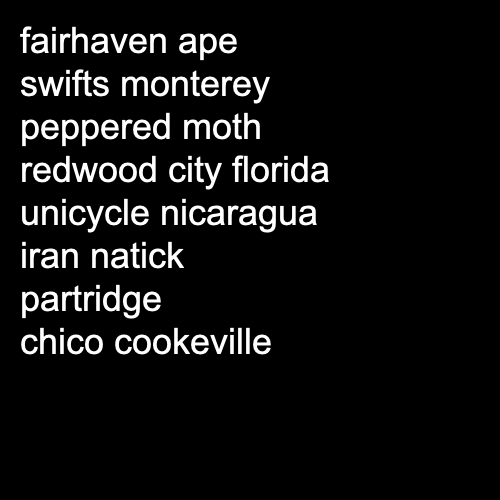 fairhaven ape
swifts monterey
peppered moth
redwood city florida
unicycle nicaragua
iran natick
partridge
chico cookeville